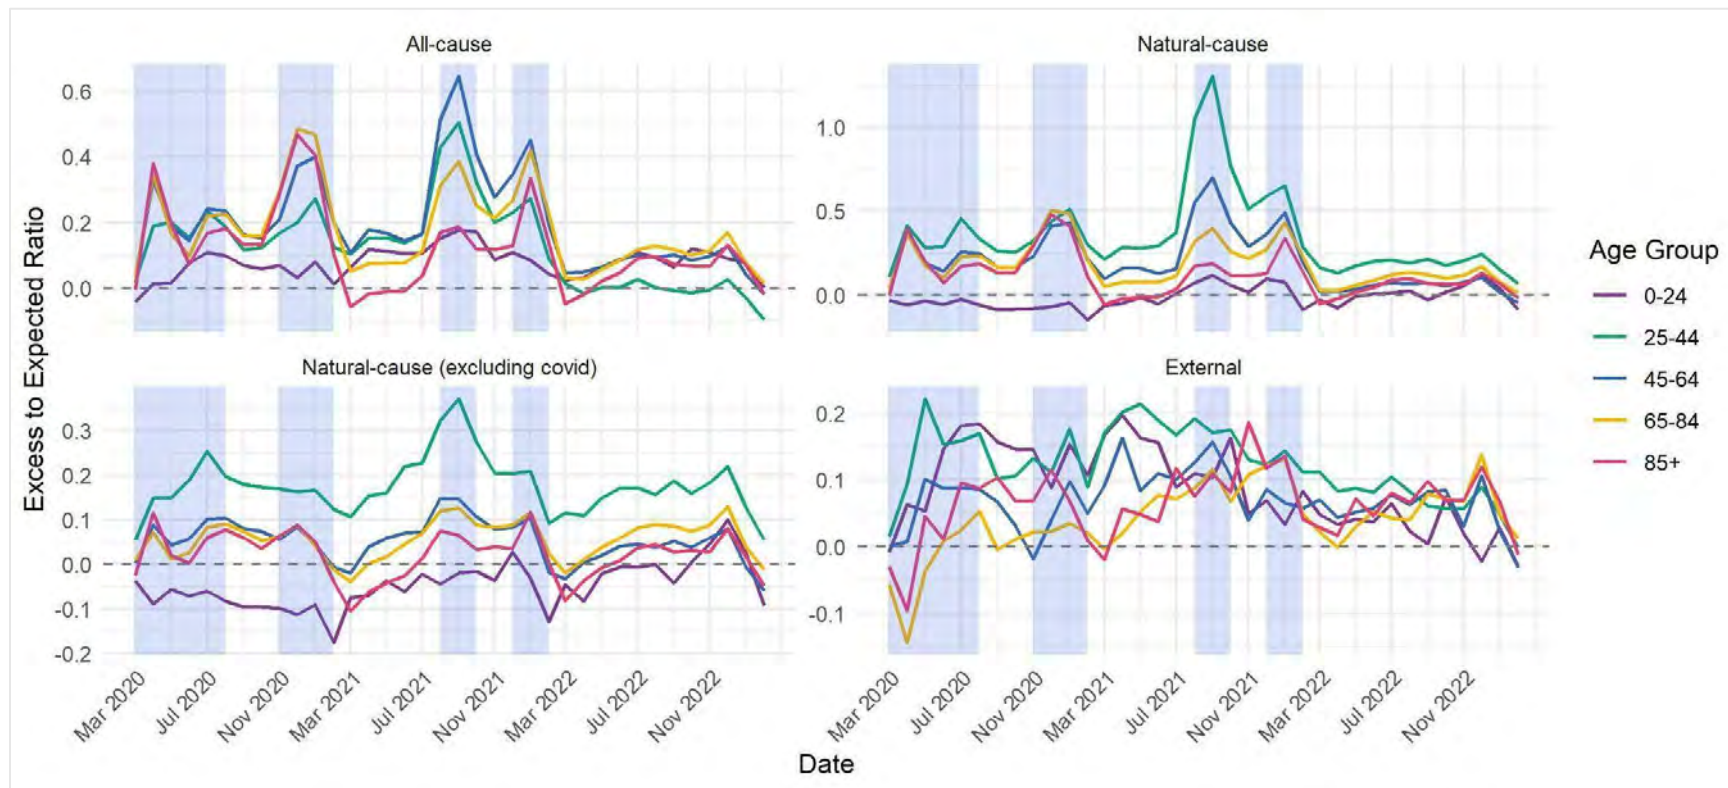 All-cause
Natural-cause
0.6
0.4
0.2
0.0
1.0
0.5
0.0
Natural-cause (excluding covid)
External
0.3
0.2
0.1
0.0
-0.1
-0.2
0.2
0.1
0.0
-0.1
Excess to Expected Ratio
Mar 2020
Jul 2020
Nov 2020
Mar 2021
Jul 2021
Nov 2021
Mar 2022
Jul 2022
Nov 2022
Mar 2020
Jul 2020
Nov 2020
Mar 2021
Jul 2021
Nov 2021
Mar 2022
Jul 2022
Nov 2022
Date
Age Group
0-24
25-44
45-64
65-84
85+